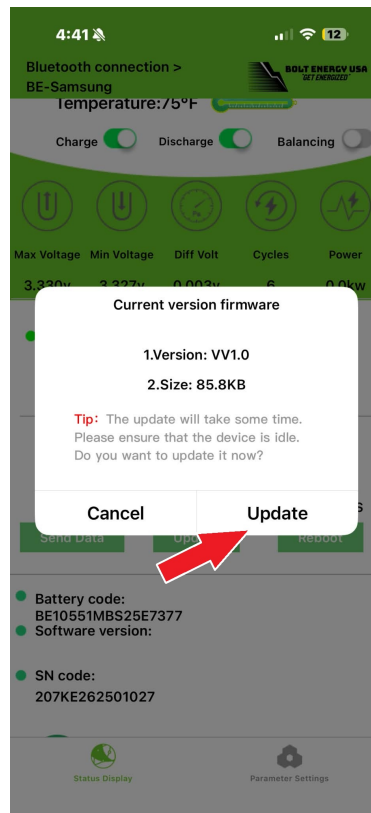 4:41
12
Bluetooth connection >
BE-Samsung
BOLT ENERGY USA
"GET ENERGIZED"
Temperature:75°F
Charge
Discharge
Balancing
Max Voltage
Min Voltage
Diff Volt
Cycles
Power
3.330v
3.327v
0.003v
6
0.0kw
Current version firmware
1.Version: VV1.0
2.Size: 85.8KB
Tip: The update will take some time.
Please ensure that the device is idle.
Do you want to update it now?
Cancel
Update
S
Send Data
Reboot
Battery code:
BE10551MBS25E7377
Software version:
SN code:
207KE262501027
Status Display
Parameter Settings